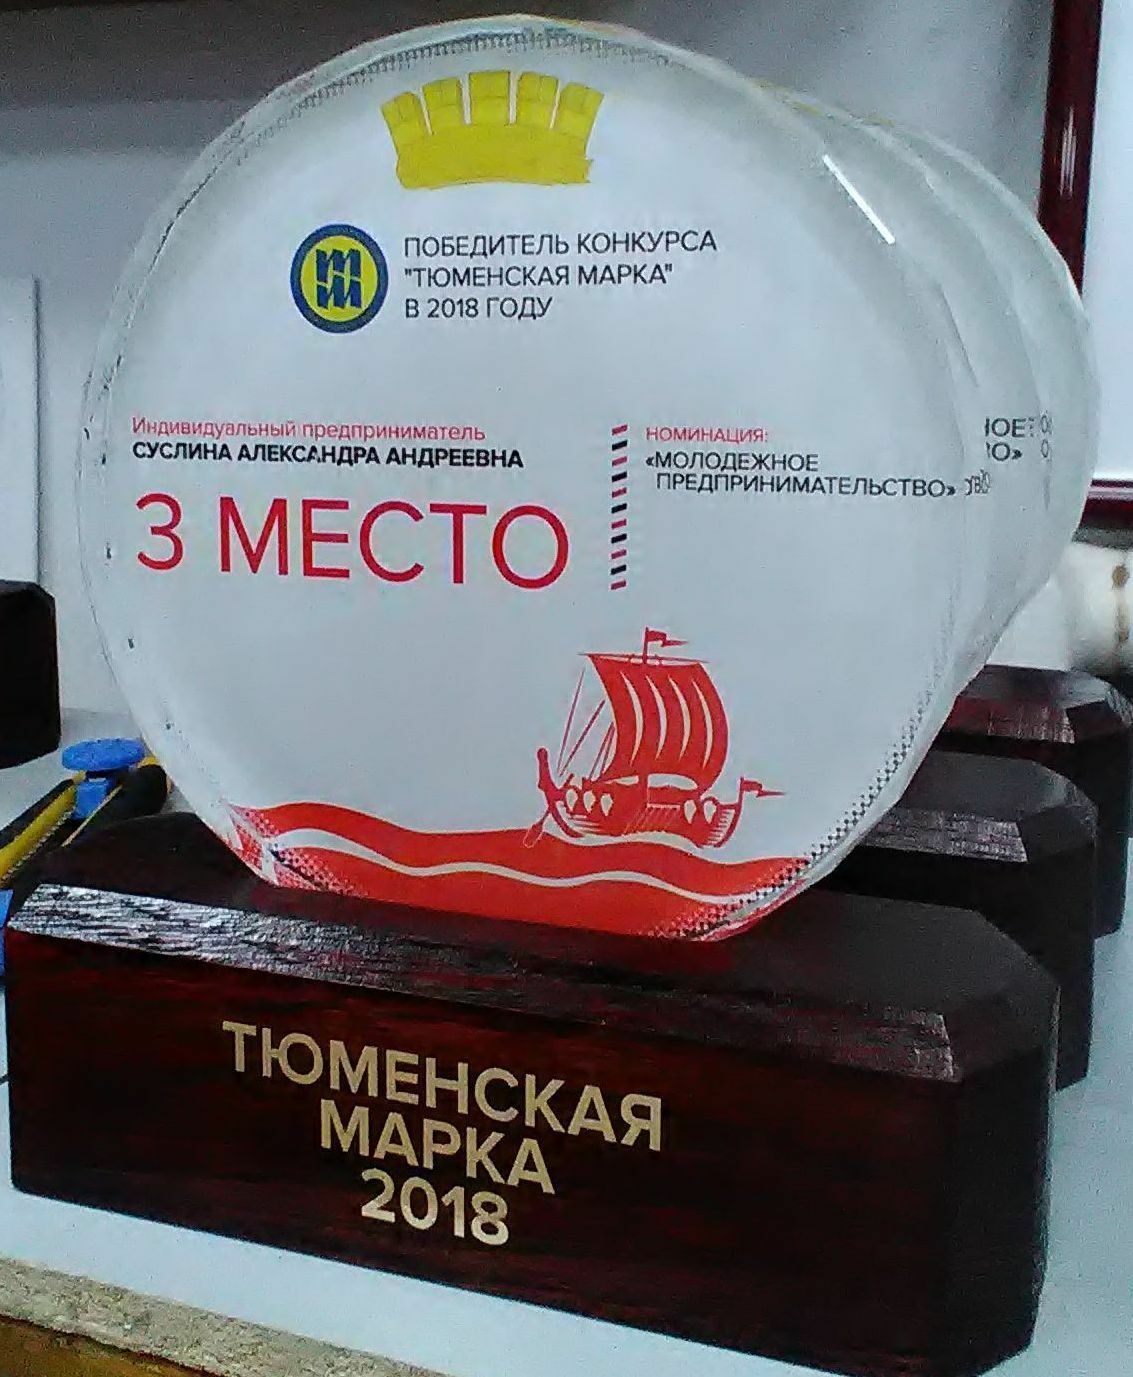 ПОБЕДИТЕЛЬ КОНКУРСА
"ТЮМЕНСКАЯ МАРКА"
В 2018 ГОДУ
Индивидуальный предприниматель
СУСЛИНА АЛЕКСАНДРА АНДРЕЕВНА
3 МЕСТО
НОМИНАЦИЯ:
«МОЛОДЕЖНОЕ
ПРЕДПРИНИМАТЕЛЬСТВО»
ТЮМЕНСКАЯ
МАРКА
2018